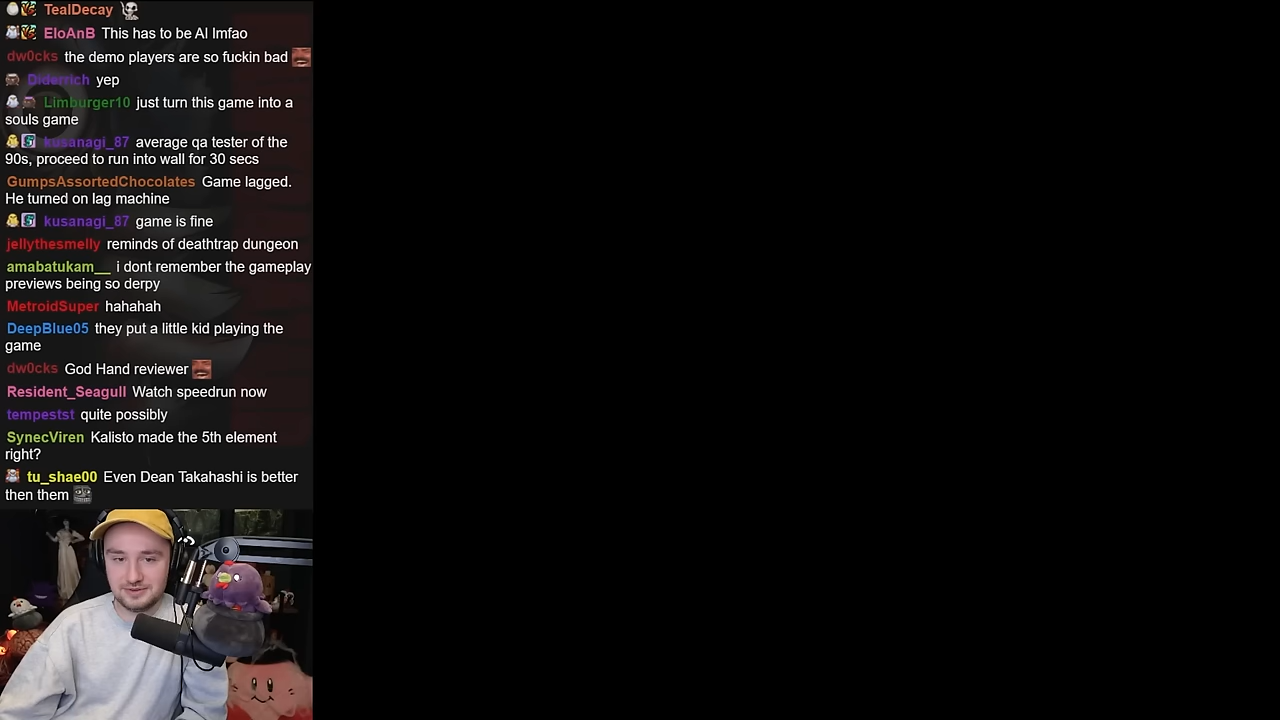 TealDecay
EloAnB This has to be AI lmfao
dw0cks the demo players are so fuckin bad
Diderrich yep
Limburger10 just turn this game into a
souls game
kusanagi_87 average qa tester of the
90s, proceed to run into wall for 30 secs
GumpsAssortedChocolates Game lagged.
He turned on lag machine
kusanagi_87 game is fine
jellythesmelly reminds of deathtrap dungeon
amabatukam__ i dont remember the gameplay
previews being so derpy
MetroidSuper hahahah
DeepBlue05 they put a little kid playing the
game
dw0cks God Hand reviewer
Resident_Seagull Watch speedrun now
tempestst quite possibly
SynecViren Kalisto made the 5th element
right?
tu_shae00 Even Dean Takahashi is better
then them